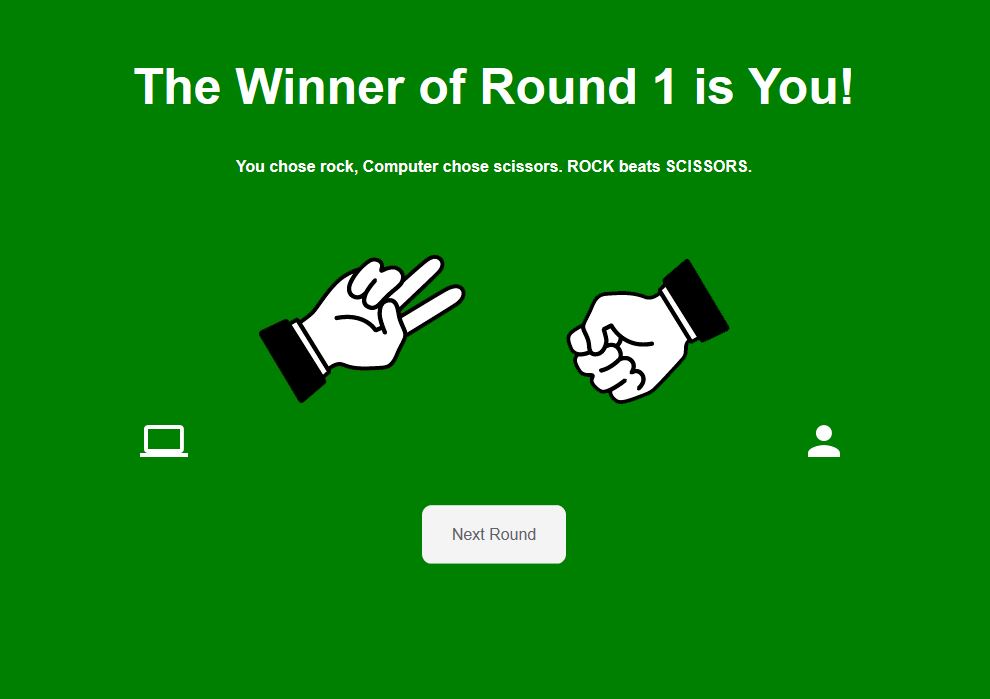 The Winner of Round 1 is You!
You chose rock, Computer chose scissors. ROCK beats SCISSORS.
Next Round